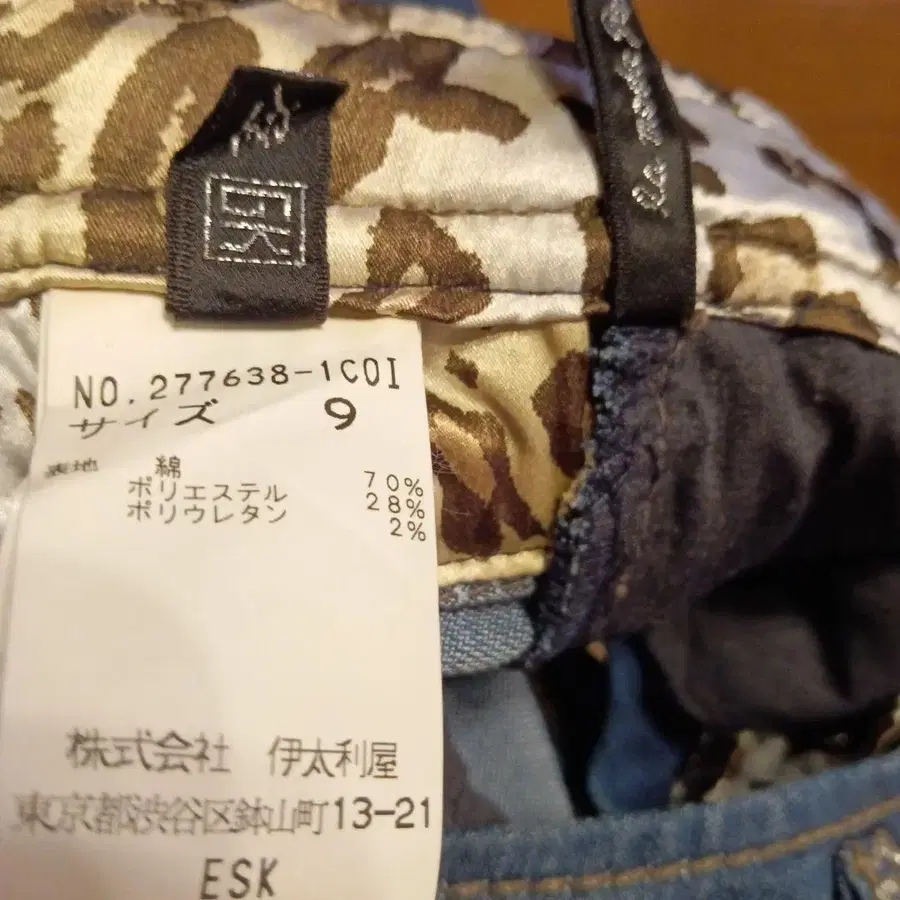 NO.277638-1COI
サイズ 9
表地 綿 70%
ポリエステル 28%
ポリウレタン 2%
株式会社 伊太利屋
東京都渋谷区鉢山町13-21
ESK